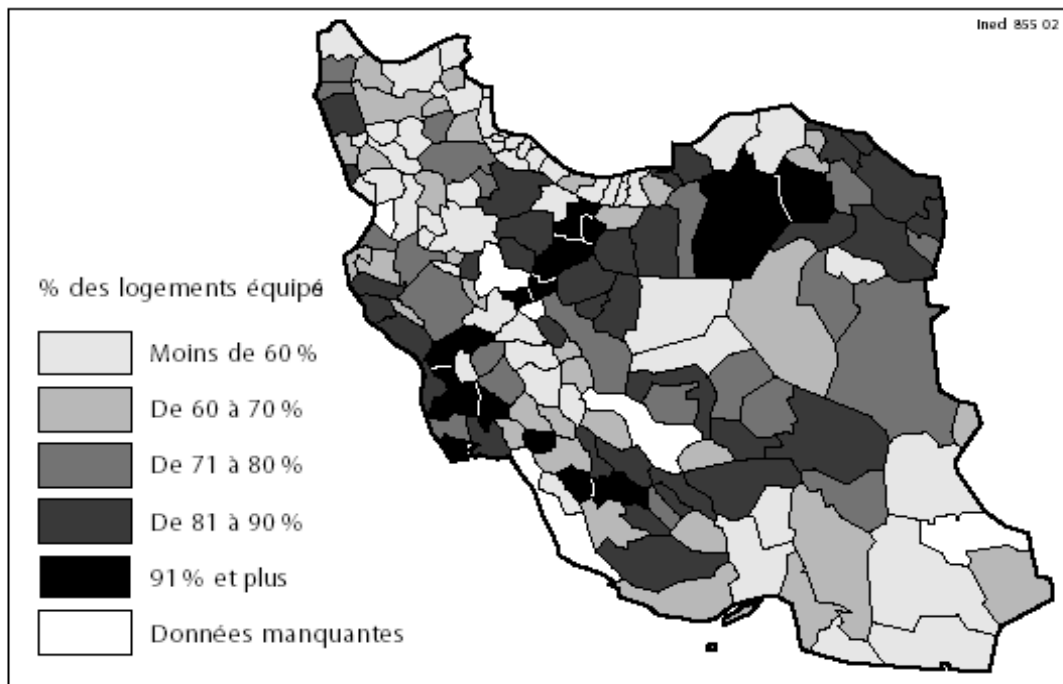 Ined 855 02
% des logements équipé
Moins de 60 %
De 60 à 70 %
De 71 à 80 %
De 81 à 90 %
91 % et plus
Données manquantes